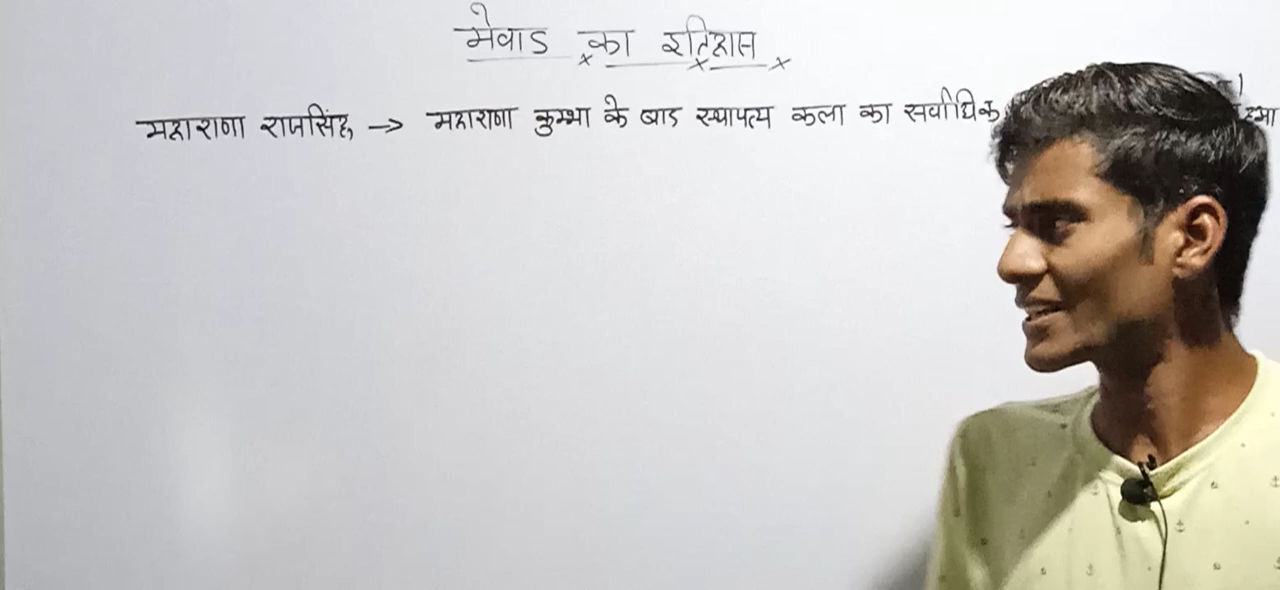 मेवाड का इतिहास
महाराणा राजसिंह → महाराणा कुम्भा के बाड स्थापत्य कला का सर्वाधिक